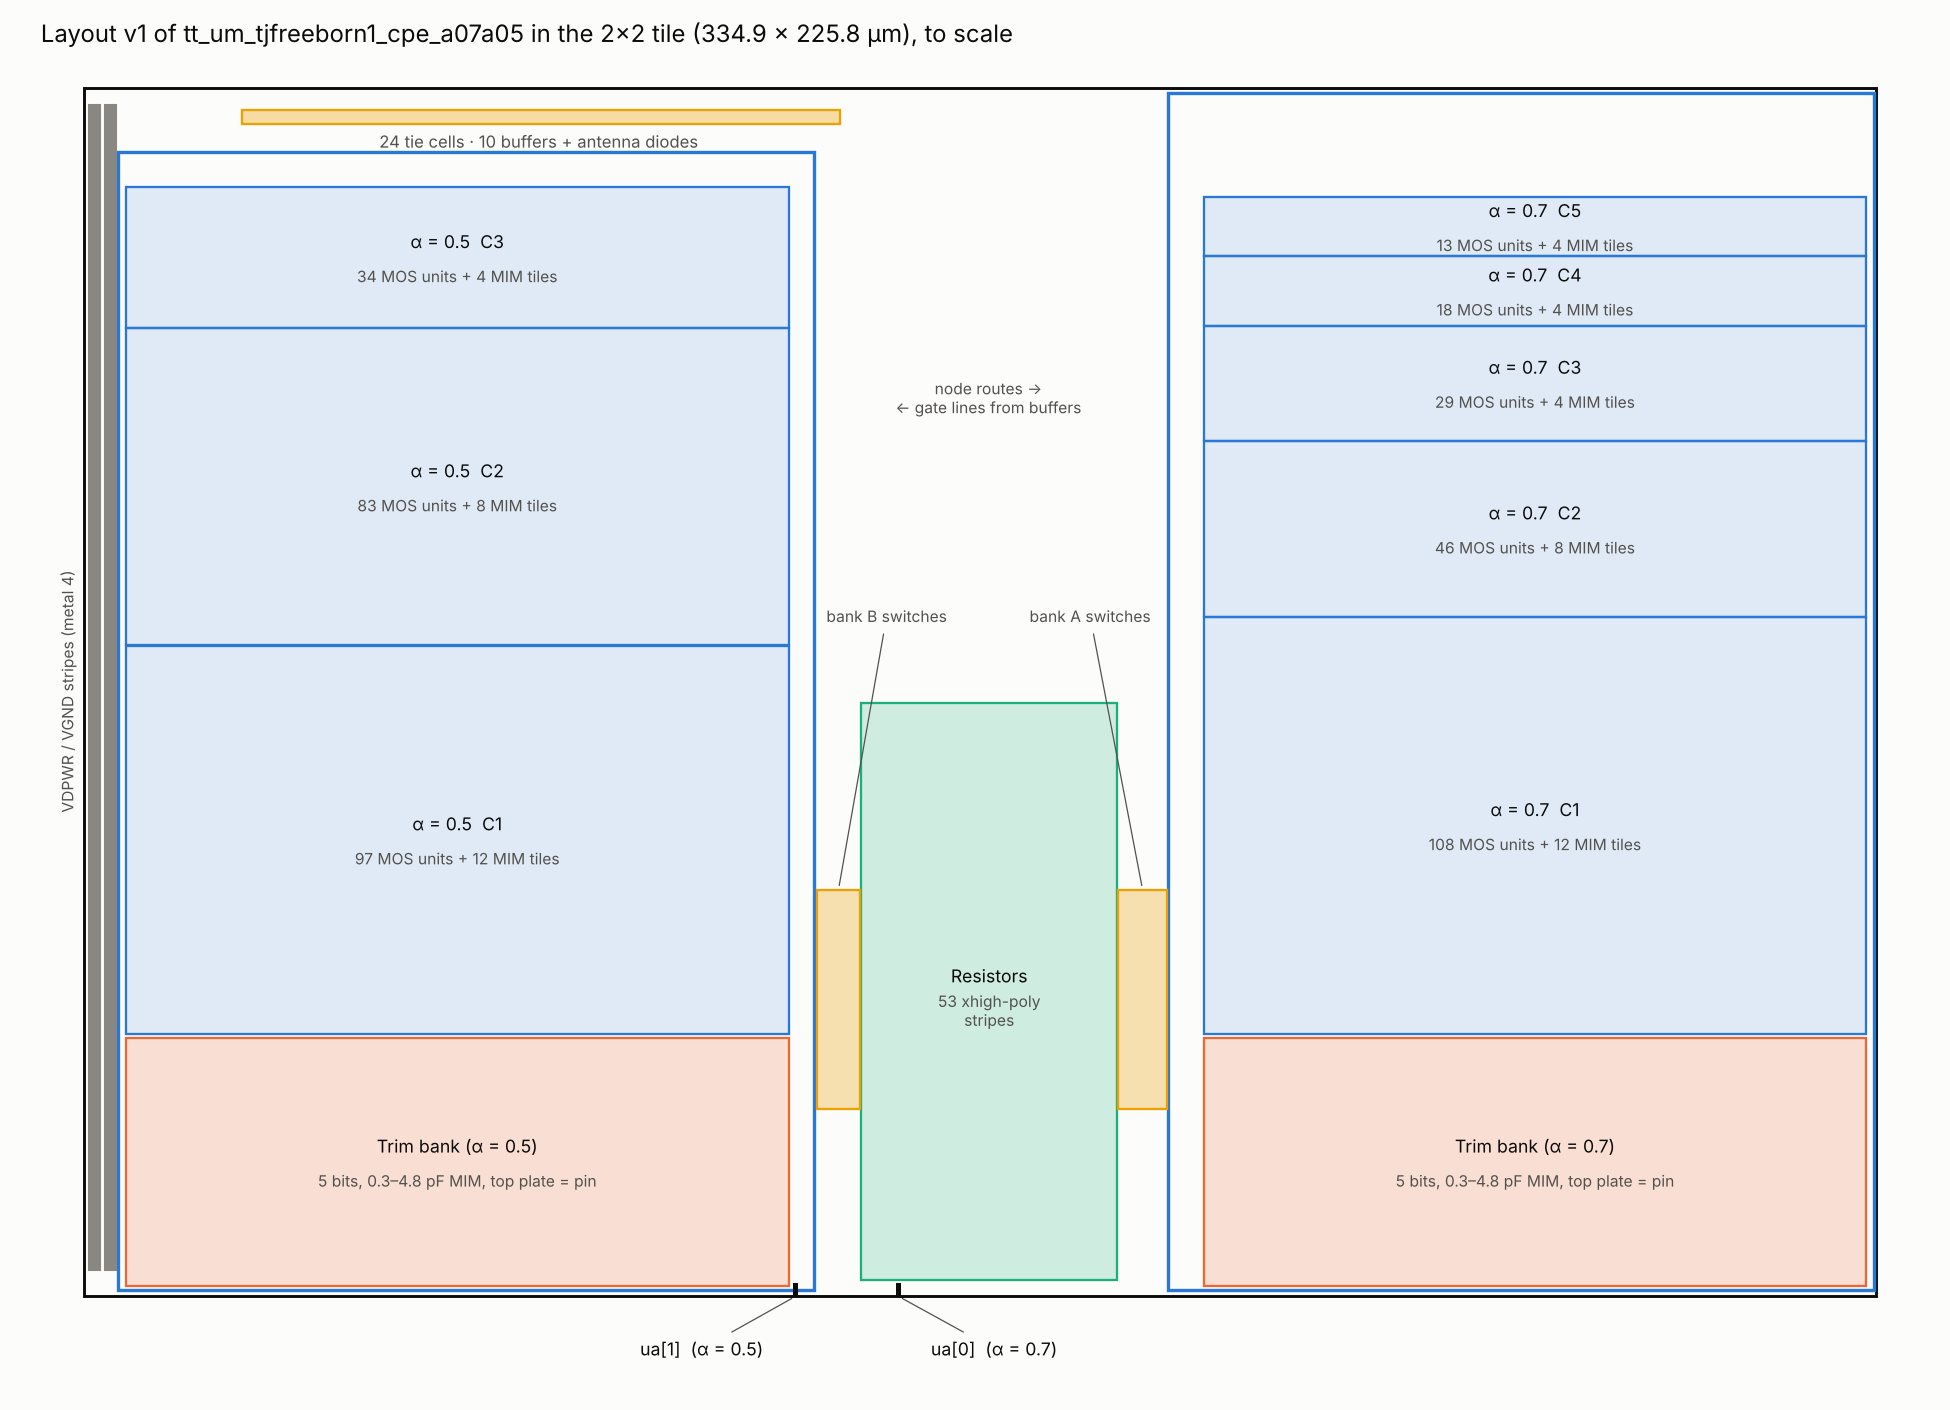 Layout v1 of tt_um_tjfreeborn1_cpe_a07a05 in the 2×2 tile (334.9 × 225.8 µm), to scale
24 tie cells · 10 buffers + antenna diodes
VDPWR / VGND stripes (metal 4)
α = 0.5 C3
34 MOS units + 4 MIM tiles
α = 0.5 C2
83 MOS units + 8 MIM tiles
α = 0.5 C1
97 MOS units + 12 MIM tiles
Trim bank (α = 0.5)
5 bits, 0.3–4.8 pF MIM, top plate = pin
node routes →
← gate lines from buffers
bank B switches
bank A switches
Resistors
53 xhigh-poly
stripes
α = 0.7 C5
13 MOS units + 4 MIM tiles
α = 0.7 C4
18 MOS units + 4 MIM tiles
α = 0.7 C3
29 MOS units + 4 MIM tiles
α = 0.7 C2
46 MOS units + 8 MIM tiles
α = 0.7 C1
108 MOS units + 12 MIM tiles
Trim bank (α = 0.7)
5 bits, 0.3–4.8 pF MIM, top plate = pin
ua[1] (α = 0.5)
ua[0] (α = 0.7)